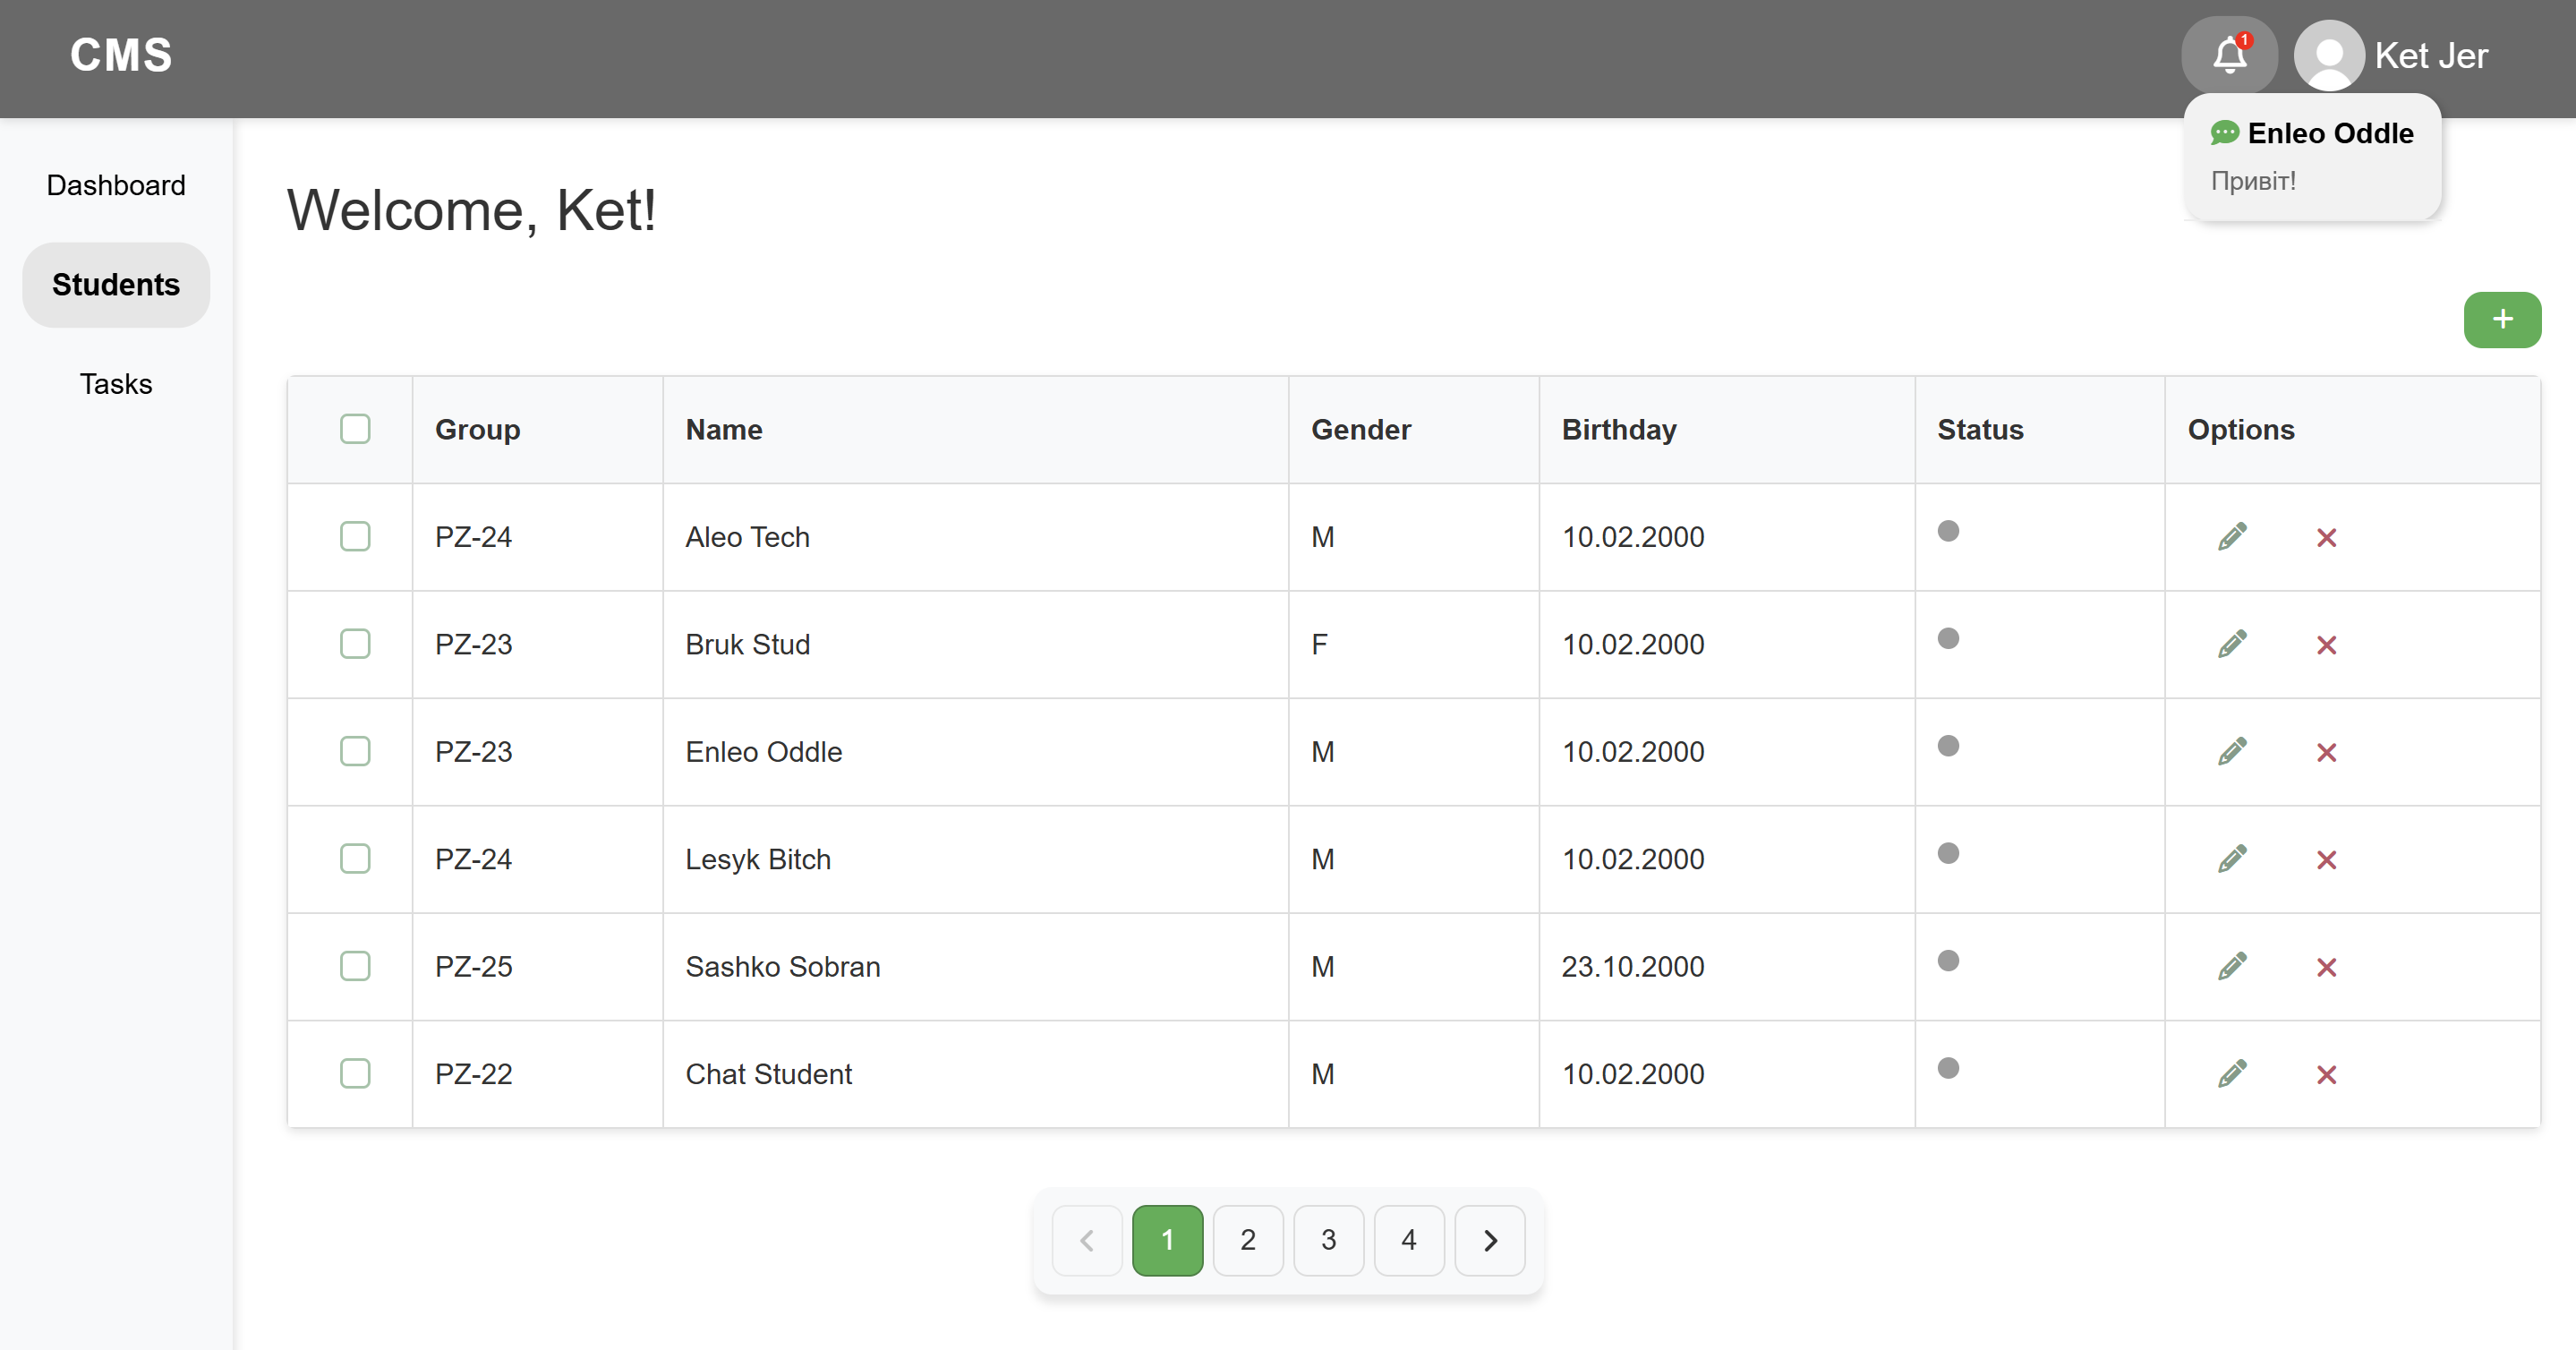 CMS
1
Ket Jer
Enleo Oddle
Привіт!
Dashboard
Students
Tasks
Welcome, Ket!
+
Group Name Gender Birthday Status Options
PZ-24 Aleo Tech M 10.02.2000
PZ-23 Bruk Stud F 10.02.2000
PZ-23 Enleo Oddle M 10.02.2000
PZ-24 Lesyk Bitch M 10.02.2000
PZ-25 Sashko Sobran M 23.10.2000
PZ-22 Chat Student M 10.02.2000
1 2 3 4